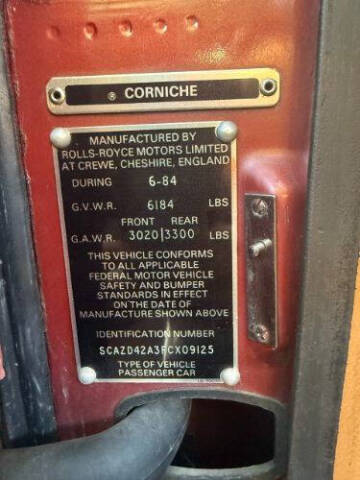 ® CORNICHE
MANUFACTURED BY
ROLLS-ROYCE MOTORS LIMITED
AT CREWE, CHESHIRE, ENGLAND
DURING 6-84
G.V.W.R. 6184 LBS
FRONT REAR
G.A.W.R. 3020|3300 LBS
THIS VEHICLE CONFORMS
TO ALL APPLICABLE
FEDERAL MOTOR VEHICLE
SAFETY AND BUMPER
STANDARDS IN EFFECT
ON THE DATE OF
MANUFACTURE SHOWN ABOVE
IDENTIFICATION NUMBER
SCAZD42A3FCX09125
TYPE OF VEHICLE
PASSENGER CAR